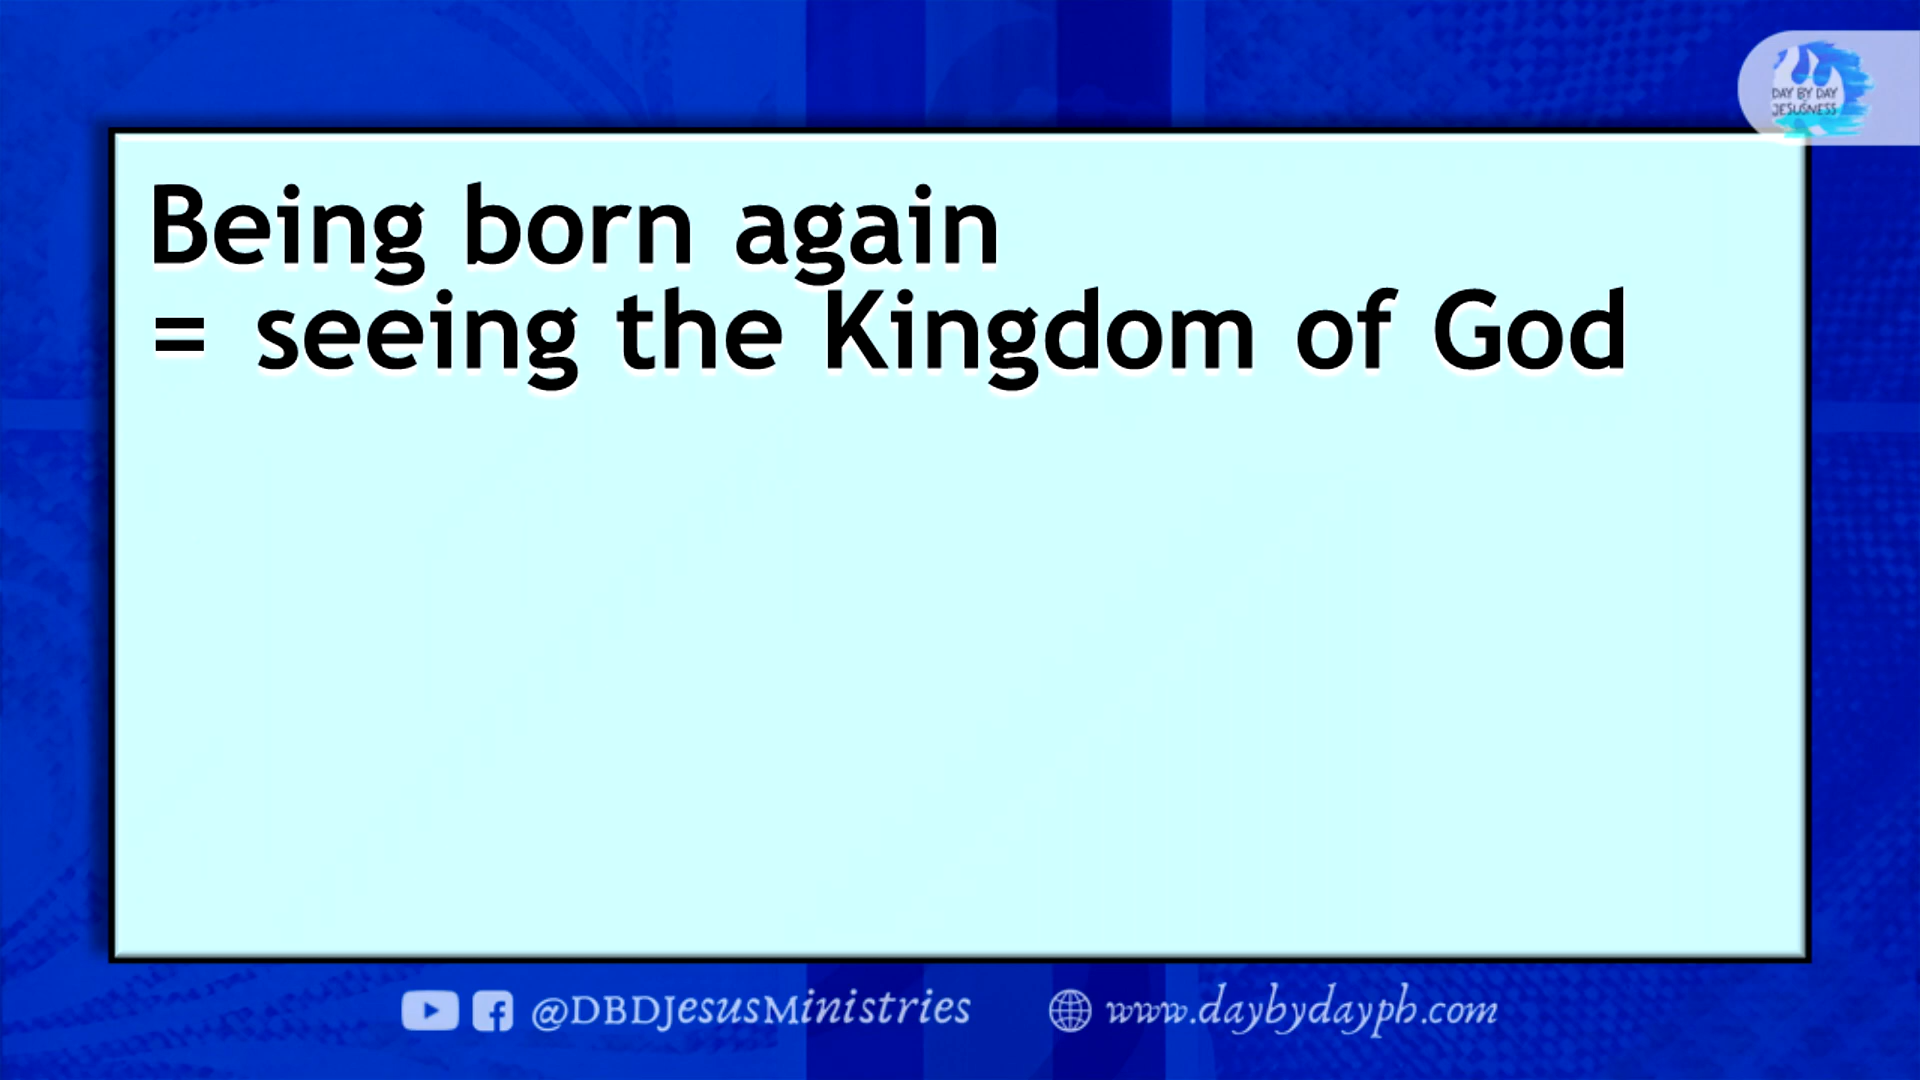 DAY BY DAY
JESUSNESS
Being born again
= seeing the Kingdom of God
@DBDJesusMinistries
www.daybydayph.com